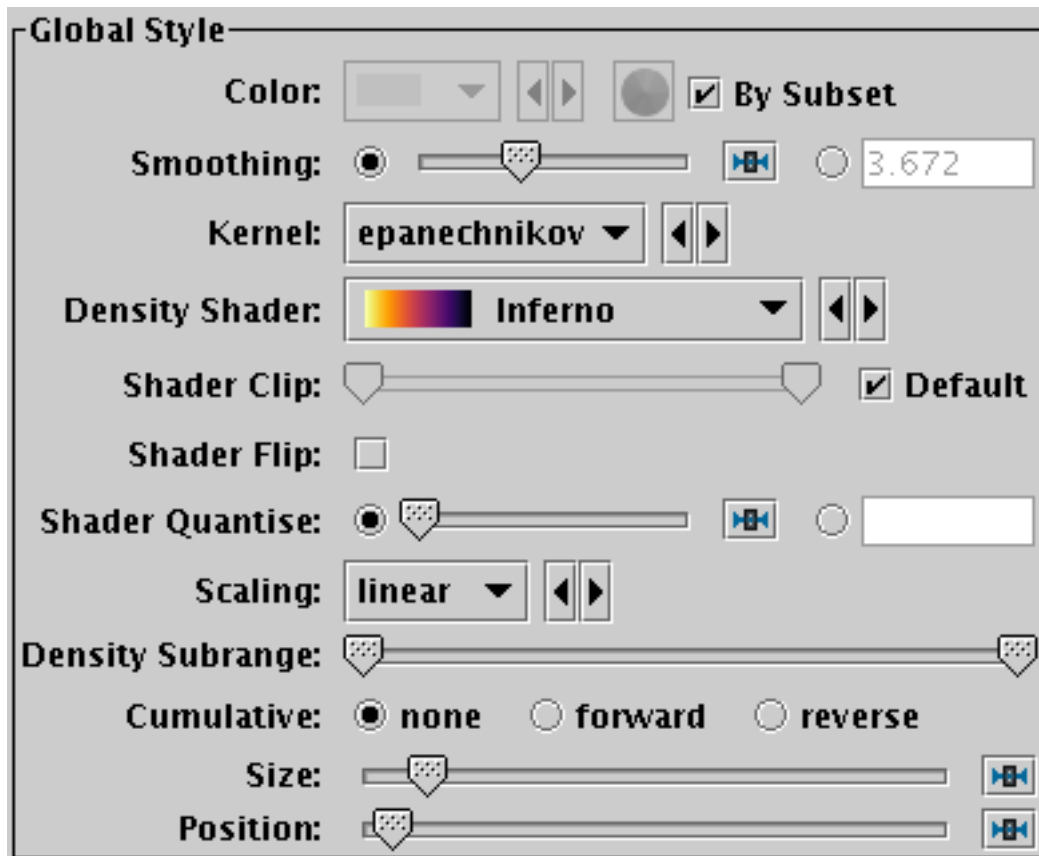 Global Style
Color: By Subset
Smoothing: 3.672
Kernel: epanechnikov
Density Shader: Inferno
Shader Clip: Default
Shader Flip:
Shader Quantise:
Scaling: linear
Density Subrange:
Cumulative: none forward reverse
Size:
Position: